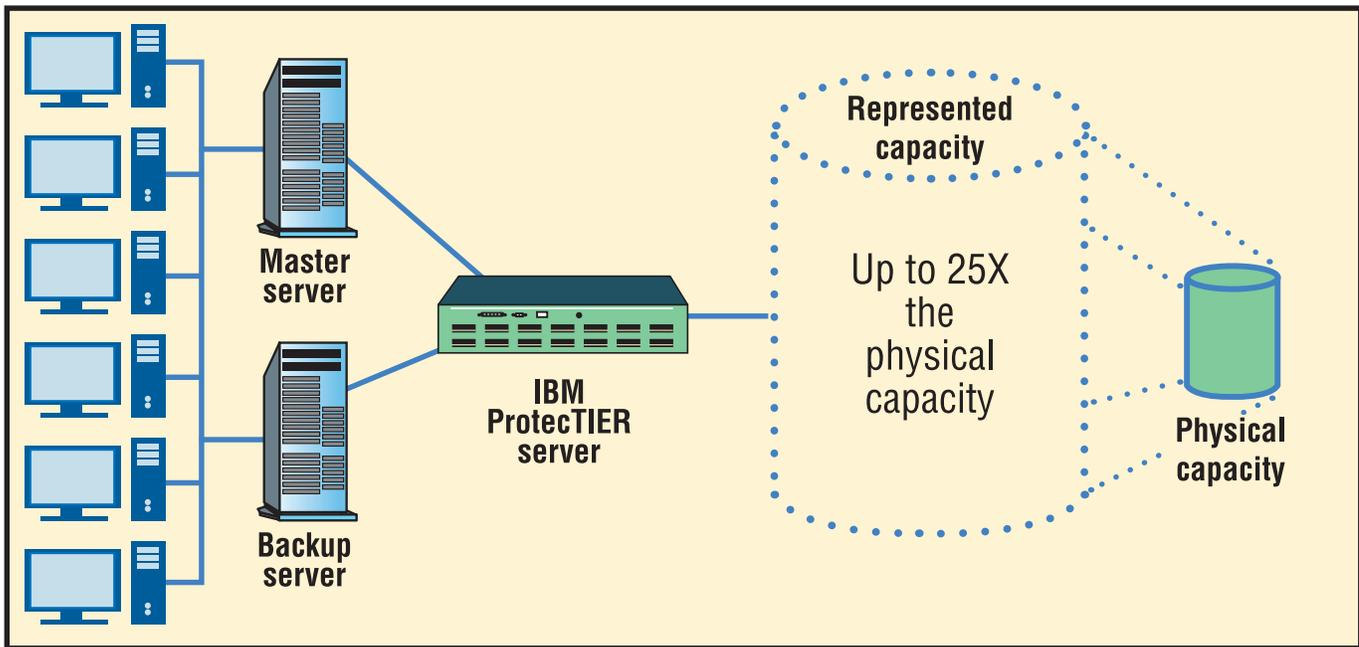 Master
server
Backup
server
IBM
ProtecTIER
server
Represented
capacity
Up to 25X
the
physical
capacity
Physical
capacity